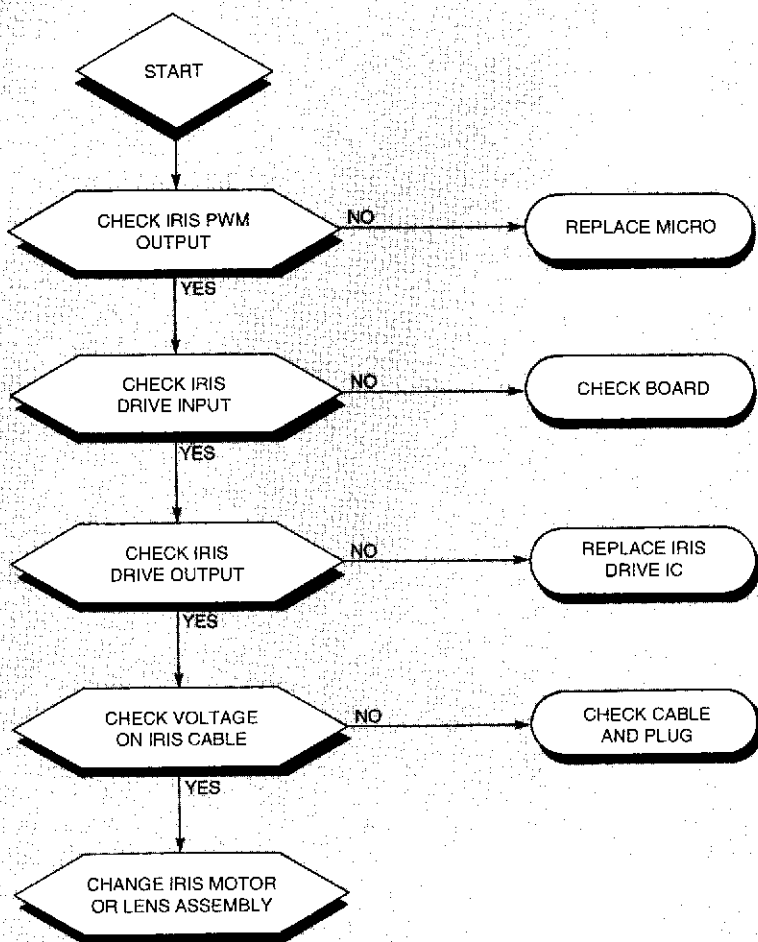 START
CHECK IRIS PWM
OUTPUT
NO
REPLACE MICRO
YES
CHECK IRIS
DRIVE INPUT
NO
CHECK BOARD
YES
CHECK IRIS
DRIVE OUTPUT
NO
REPLACE IRIS
DRIVE IC
YES
CHECK VOLTAGE
ON IRIS CABLE
NO
CHECK CABLE
AND PLUG
YES
CHANGE IRIS MOTOR
OR LENS ASSEMBLY